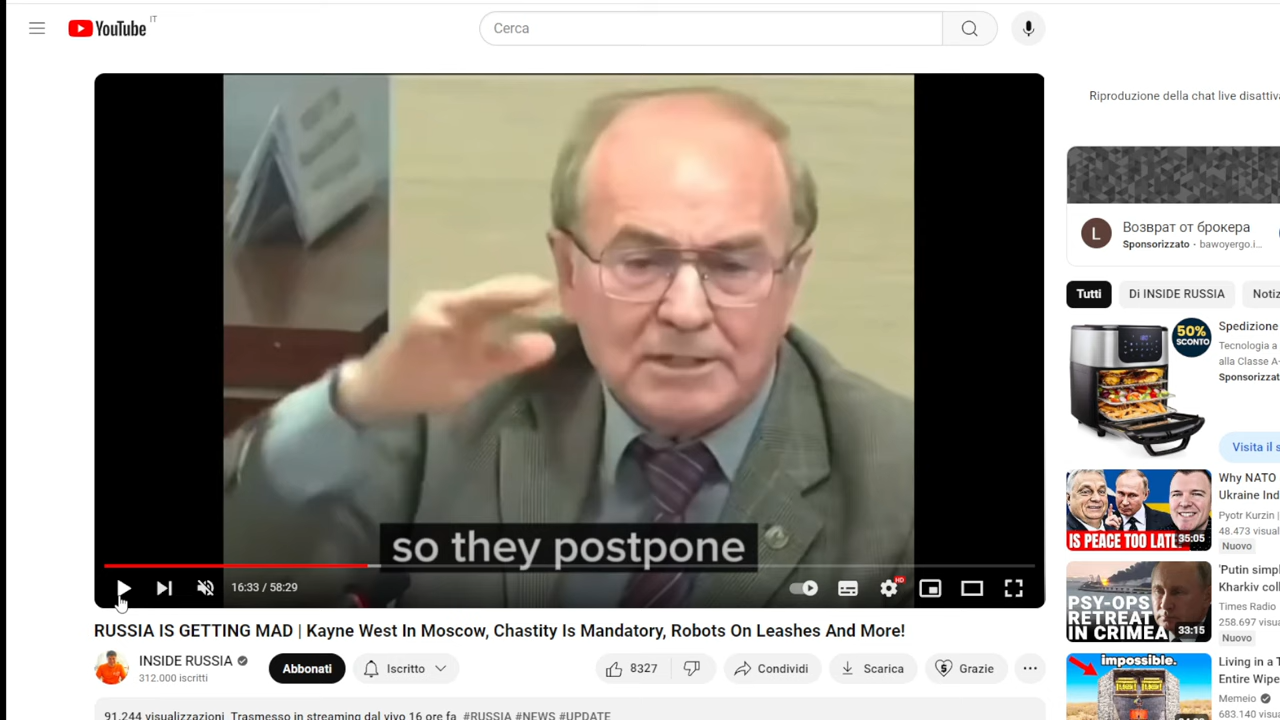 YouTube IT
Cerca
Riproduzione della chat live disattiva
so they postpone
16:33 / 58:29
HD
RUSSIA IS GETTING MAD | Kayne West In Moscow, Chastity Is Mandatory, Robots On Leashes And More!
INSIDE RUSSIA
312.000 iscritti
Abbonati
Iscritto
8327
Condividi
Scarica
Grazie
91.244 visualizzazioni Trasmesso in streaming dal vivo 16 ore fa #RUSSIA #NEWS #UPDATE
L
Возврат от брокера
Sponsorizzato · bawoyergo.i...
Tutti
Di INSIDE RUSSIA
Notiz
50%
SCONTO
Spedizione
Tecnologia a
alla Classe A-
Sponsorizzat
Visita il s
IS PEACE TOO LATE
35:05
Why NATO
Ukraine Ind
Pyotr Kurzin |
48.473 visual
Nuovo
PSY-OPS
RETREAT
IN CRIMEA
33:15
'Putin simpl
Kharkiv coll
Times Radio
258.697 visua
Nuovo
impossible.
Living in a T
Entire Wipe
Memeio
683.140 visua